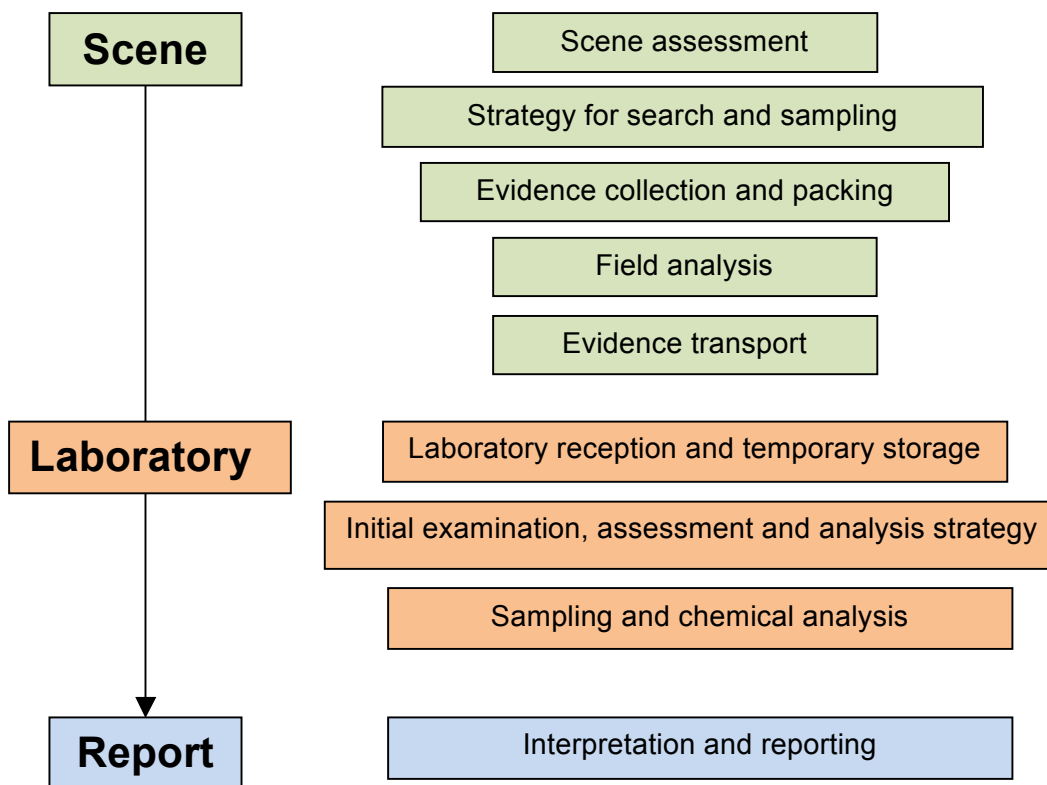 Scene
Scene assessment
Strategy for search and sampling
Evidence collection and packing
Field analysis
Evidence transport
Laboratory
Laboratory reception and temporary storage
Initial examination, assessment and analysis strategy
Sampling and chemical analysis
Report
Interpretation and reporting